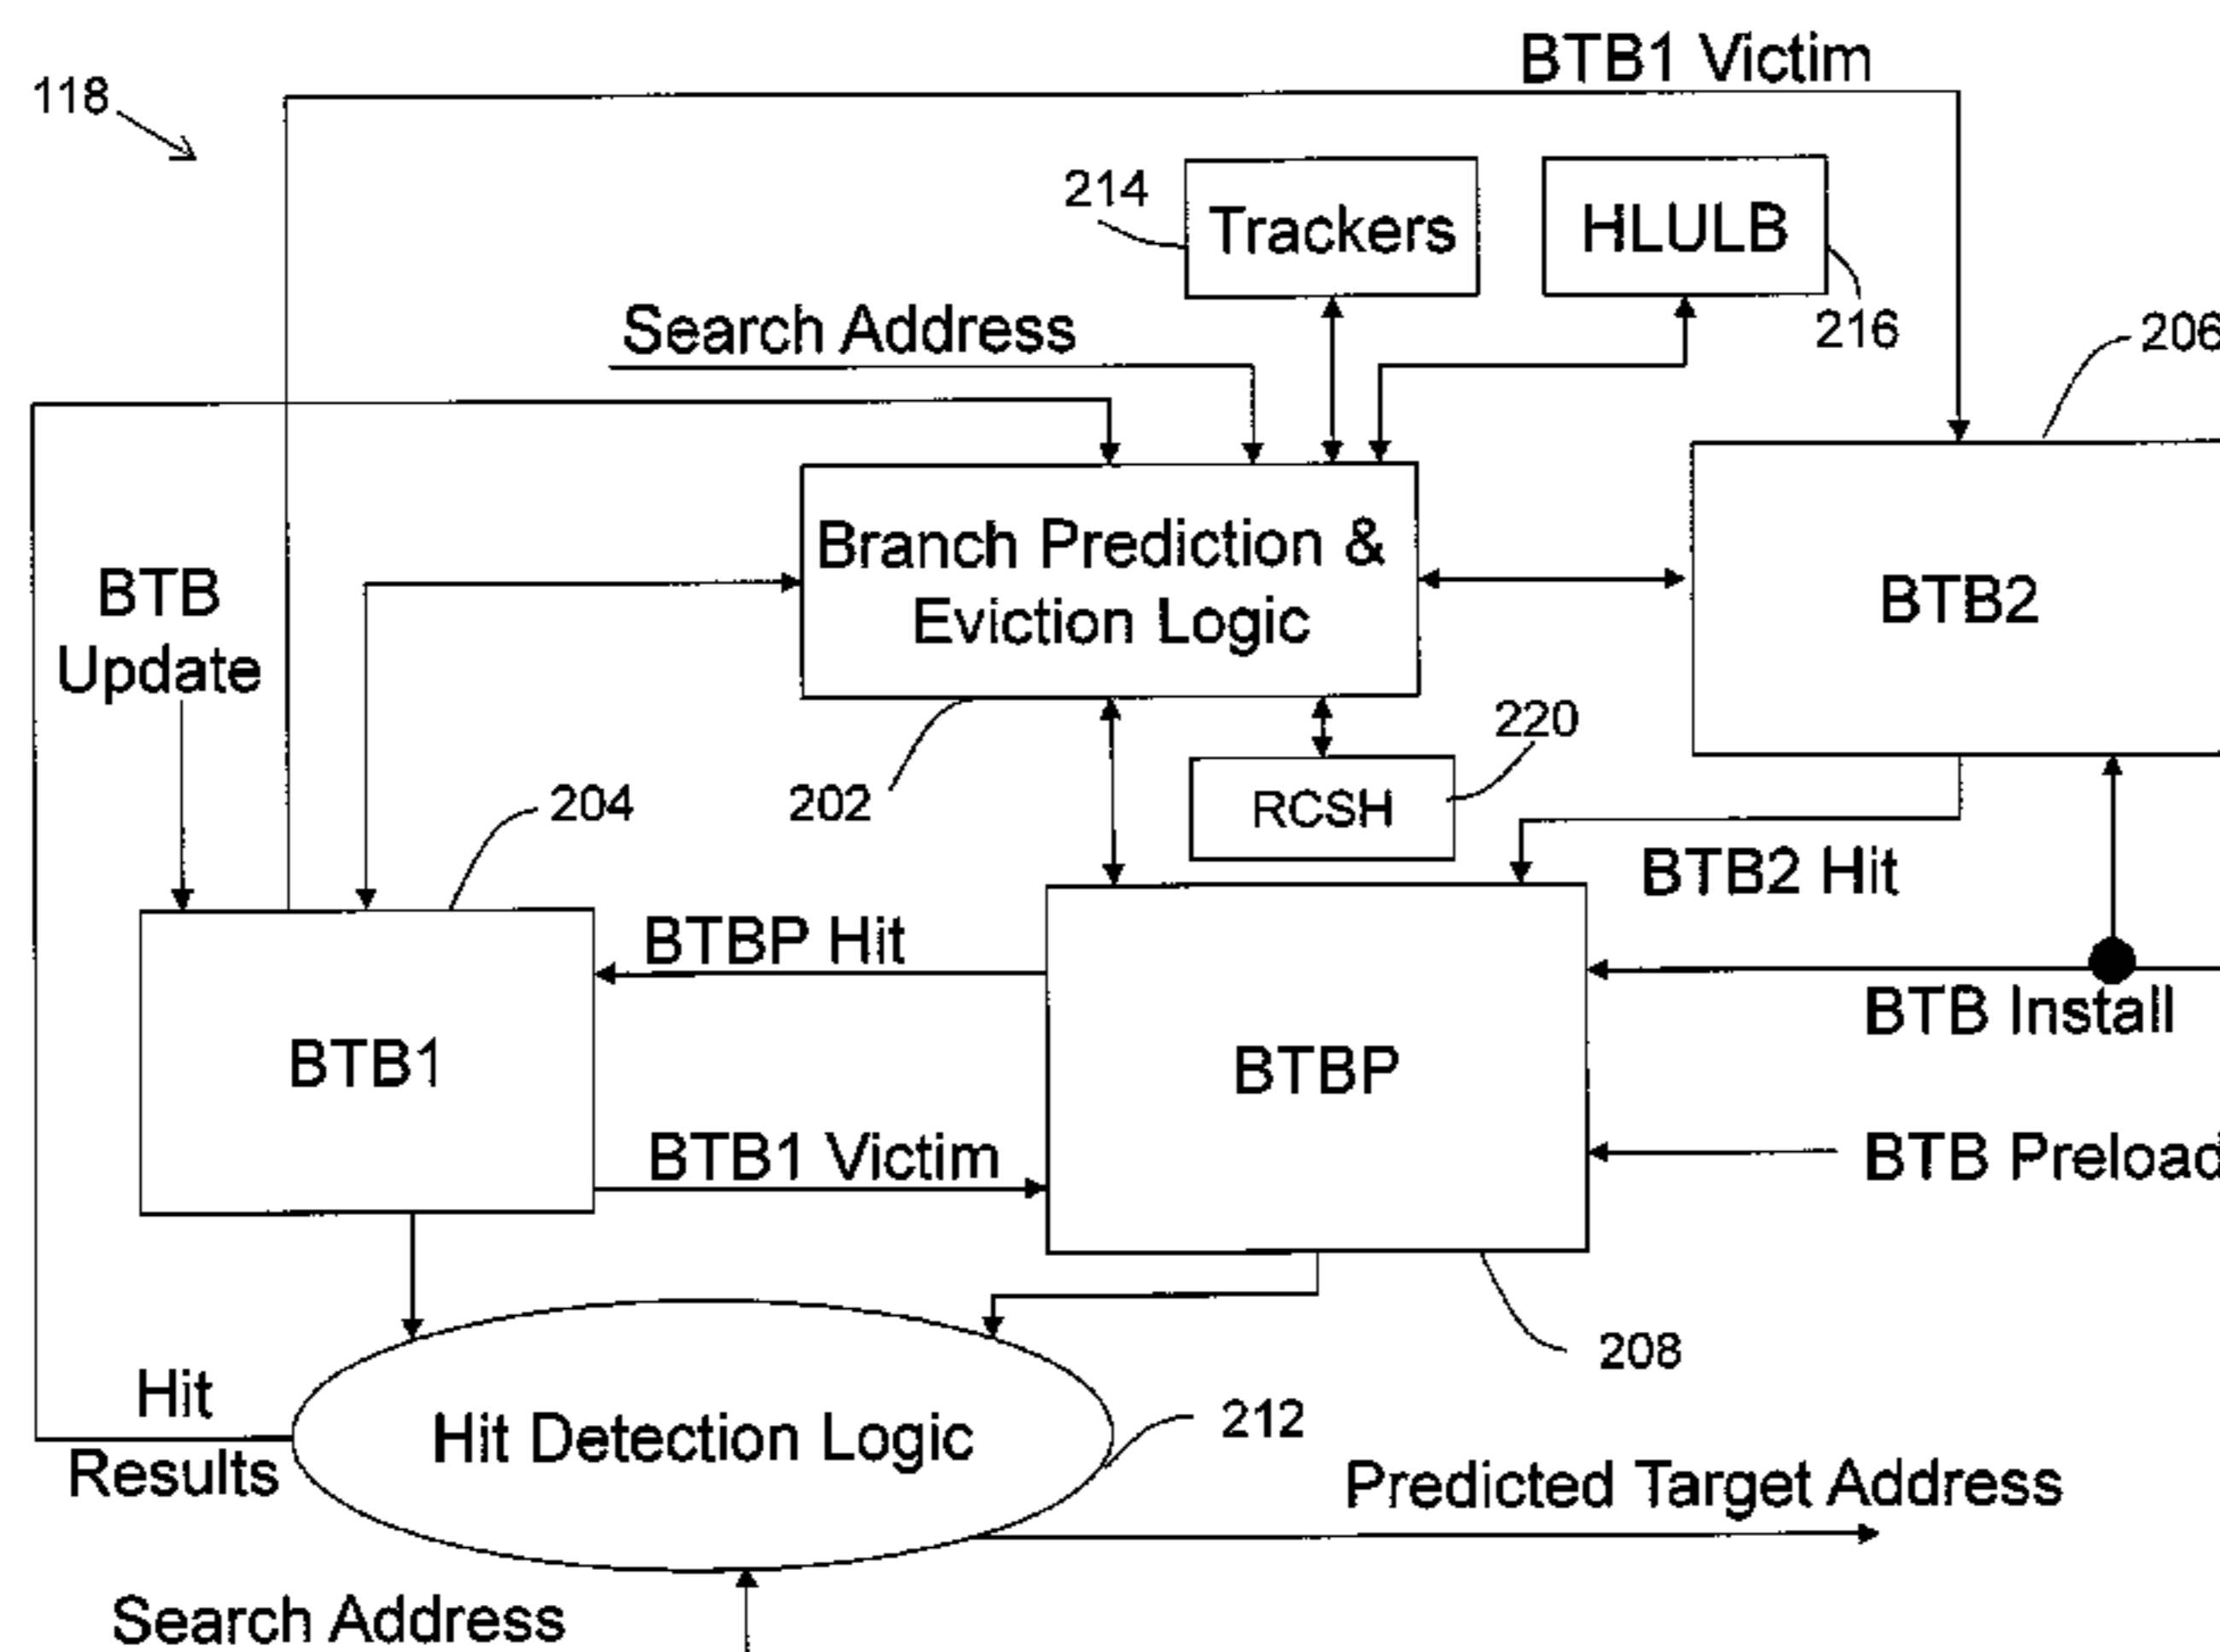 BTB1 Victim
118
214
Trackers
HLULB
216
206
Search Address
Branch Prediction &
Eviction Logic
BTB2
BTB
Update
220
204
202
RCSH
BTB2 Hit
BTBP Hit
BTB Install
BTB1
BTBP
BTB1 Victim
BTB Preload
208
Hit
Results
Hit Detection Logic
212
Predicted Target Address
Search Address